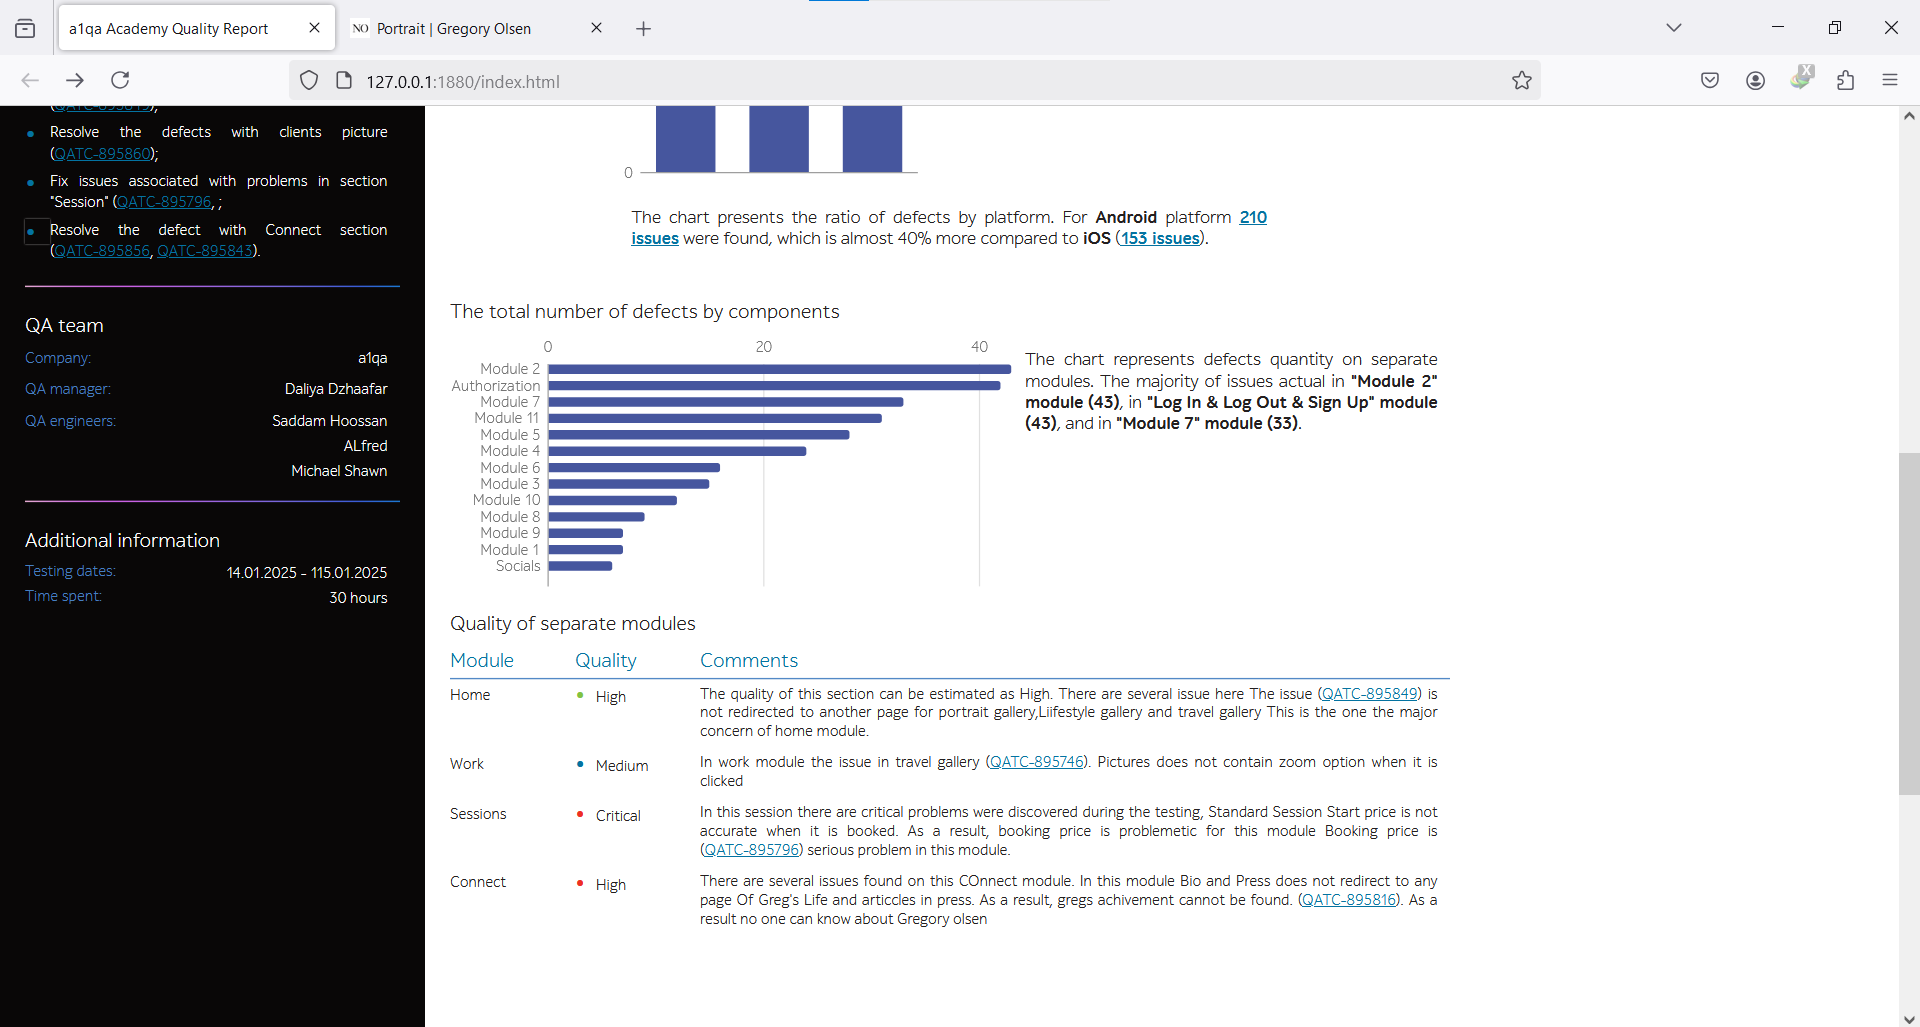 a1qa Academy Quality Report
NO Portrait | Gregory Olsen
127.0.0.1:1880/index.html
(QATC-895819);
Resolve the defects with clients picture
(QATC-895860);
Fix issues associated with problems in section
"Session" (QATC-895796, ;
Resolve the defect with Connect section
(QATC-895856, QATC-895843).
QA team
Company: a1qa
QA manager: Daliya Dzhaafar
QA engineers: Saddam Hoossan
ALfred
Michael Shawn
Additional information
Testing dates: 14.01.2025 - 115.01.2025
Time spent: 30 hours
0
The chart presents the ratio of defects by platform. For Android platform 210
issues were found, which is almost 40% more compared to iOS (153 issues).
The total number of defects by components
0 20 40
Module 2
Authorization
Module 7
Module 11
Module 5
Module 4
Module 6
Module 3
Module 10
Module 8
Module 9
Module 1
Socials
The chart represents defects quantity on separate
modules. The majority of issues actual in "Module 2"
module (43), in "Log In & Log Out & Sign Up" module
(43), and in "Module 7" module (33).
Quality of separate modules
Module Quality Comments
Home High The quality of this section can be estimated as High. There are several issue here The issue (QATC-895849) is
not redirected to another page for portrait gallery,Liifestyle gallery and travel gallery This is the one the major
concern of home module.
Work Medium In work module the issue in travel gallery (QATC-895746). Pictures does not contain zoom option when it is
clicked
Sessions Critical In this session there are critical problems were discovered during the testing, Standard Session Start price is not
accurate when it is booked. As a result, booking price is problemetic for this module Booking price is
(QATC-895796) serious problem in this module.
Connect High There are several issues found on this COnnect module. In this module Bio and Press does not redirect to any
page Of Greg's Life and articcles in press. As a result, gregs achivement cannot be found. (QATC-895816). As a
result no one can know about Gregory olsen